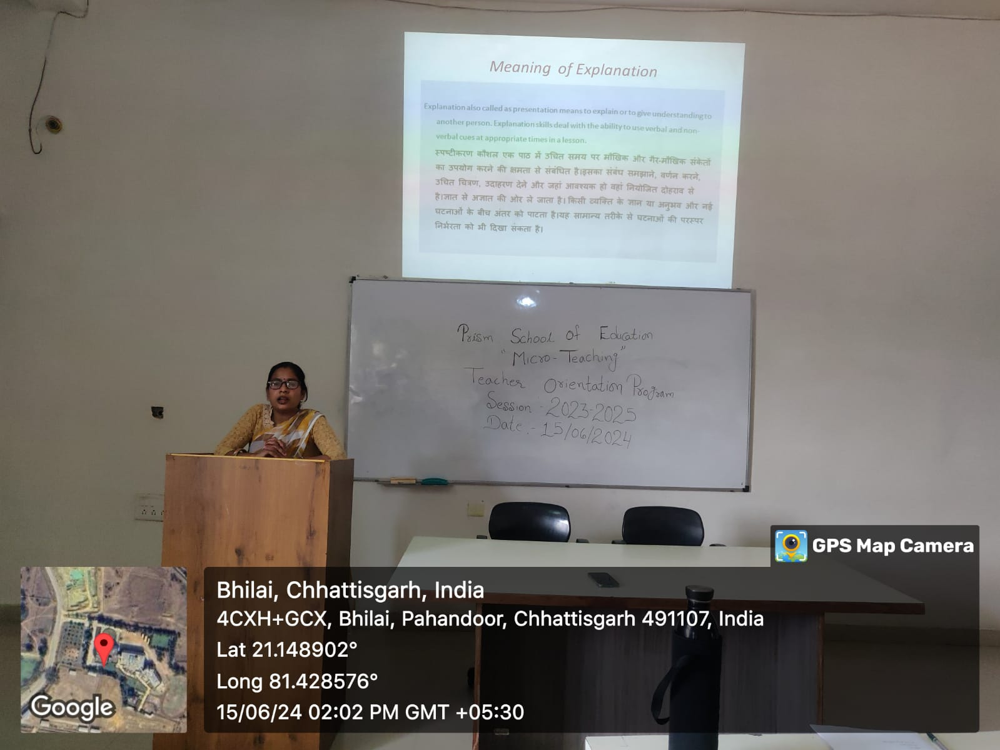 Meaning of Explanation
Explanation also called as presentation means to explain or to give understanding to
another person. Explanation skills deal with the ability to use verbal and non-
verbal cues at appropriate times in a lesson.
स्पष्टीकरण कौशल एक पाठ में उचित समय पर मौखिक और गैर-मौखिक संकेतों
का उपयोग करने की क्षमता से संबंधित है।इसका संबंध समझाने, वर्णन करने,
उचित चित्रण, उदाहरण देने और जहां आवश्यक हो वहां नियोजित दोहराव से
है।ज्ञात से अज्ञात की ओर ले जाता है। किसी व्यक्ति के ज्ञान या अनुभव और नई
घटनाओं के बीच अंतर को पाटता है।यह सामान्य तरीके से घटनाओं की परस्पर
निर्भरता को भी दिखा संकता है।
Prism School Of Education
"Micro-Teaching"
Teacher Orientation Program
Session - 2023-2025
Date :- 15/06/2024
GPS Map Camera
Bhilai, Chhattisgarh, India
4CXH+GCX, Bhilai, Pahandoor, Chhattisgarh 491107, India
Lat 21.148902°
Long 81.428576°
15/06/24 02:02 PM GMT +05:30
Google